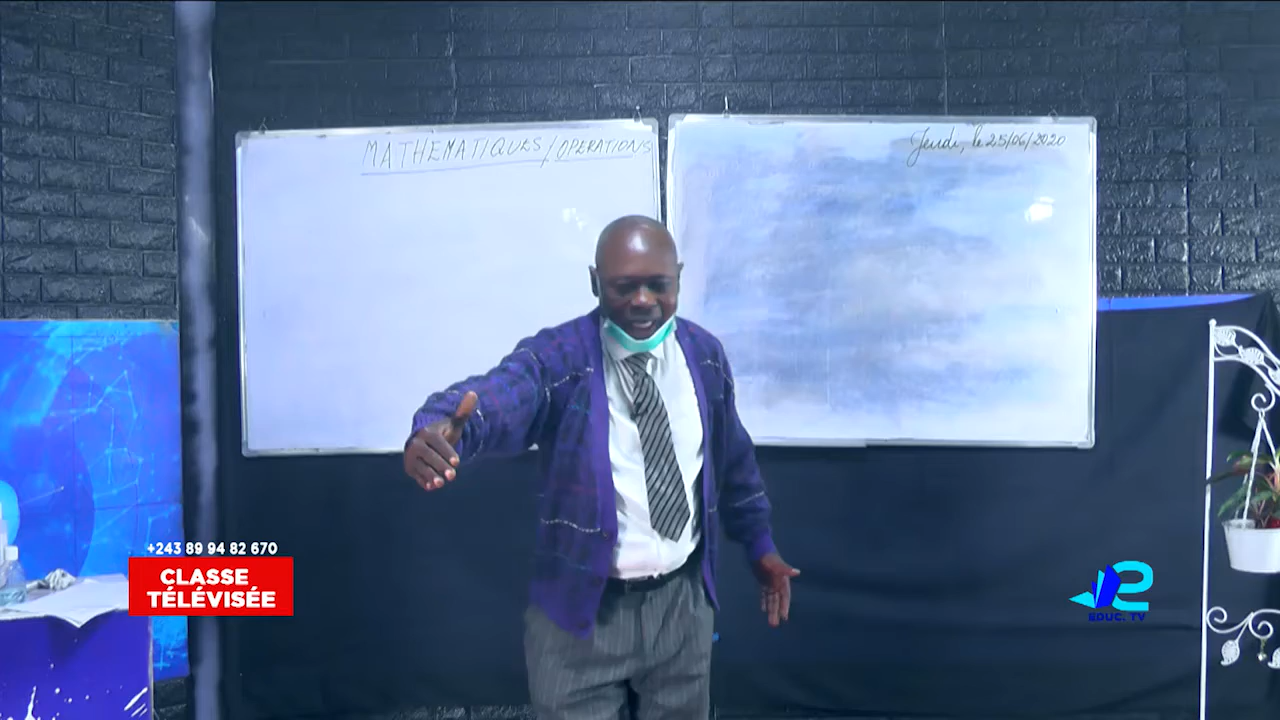 MATHEMATIQUES/OPERATIONS
Jeudi, le 25/06/2020
+243 89 94 82 670
CLASSE
TÉLÉVISÉE
EDUC. TV